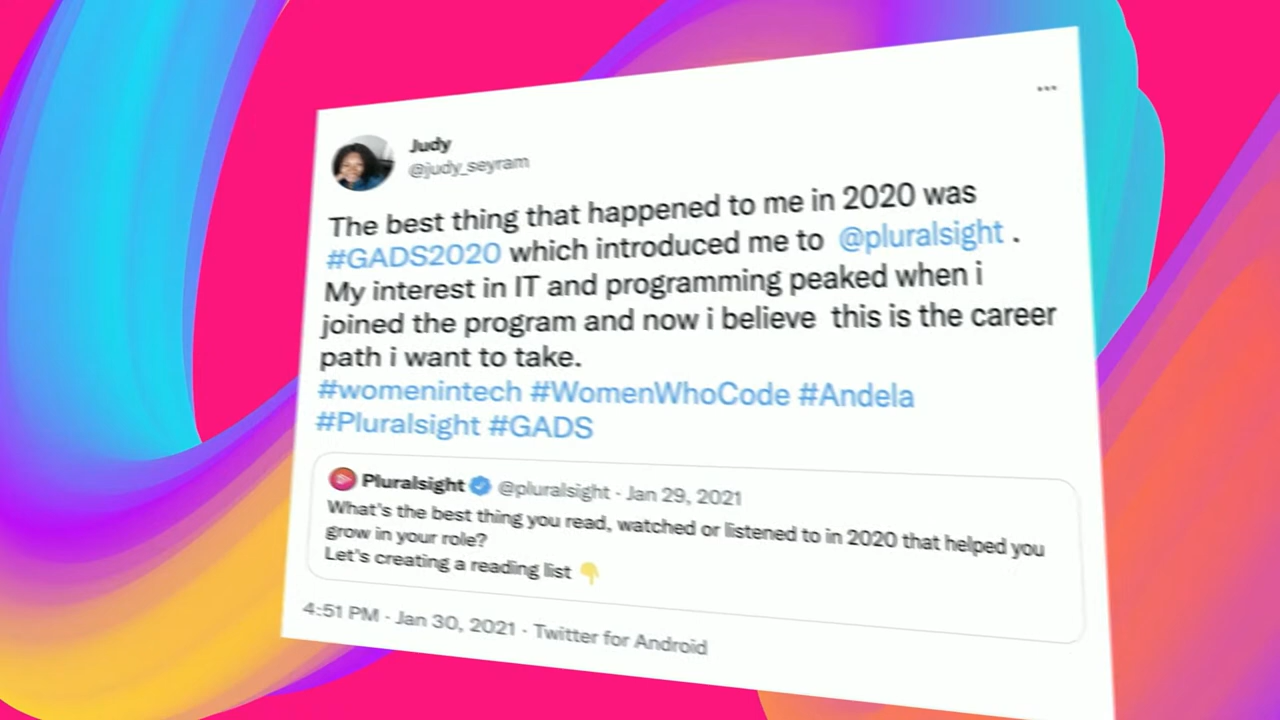 Judy
@judy_seyram
The best thing that happened to me in 2020 was
#GADS2020 which introduced me to @pluralsight .
My interest in IT and programming peaked when i
joined the program and now i believe this is the career
path i want to take.
#womenintech #WomenWhoCode #Andela
#Pluralsight #GADS
Pluralsight @pluralsight · Jan 29, 2021
What's the best thing you read, watched or listened to in 2020 that helped you
grow in your role?
Let's creating a reading list 👇
4:51 PM · Jan 30, 2021 · Twitter for Android